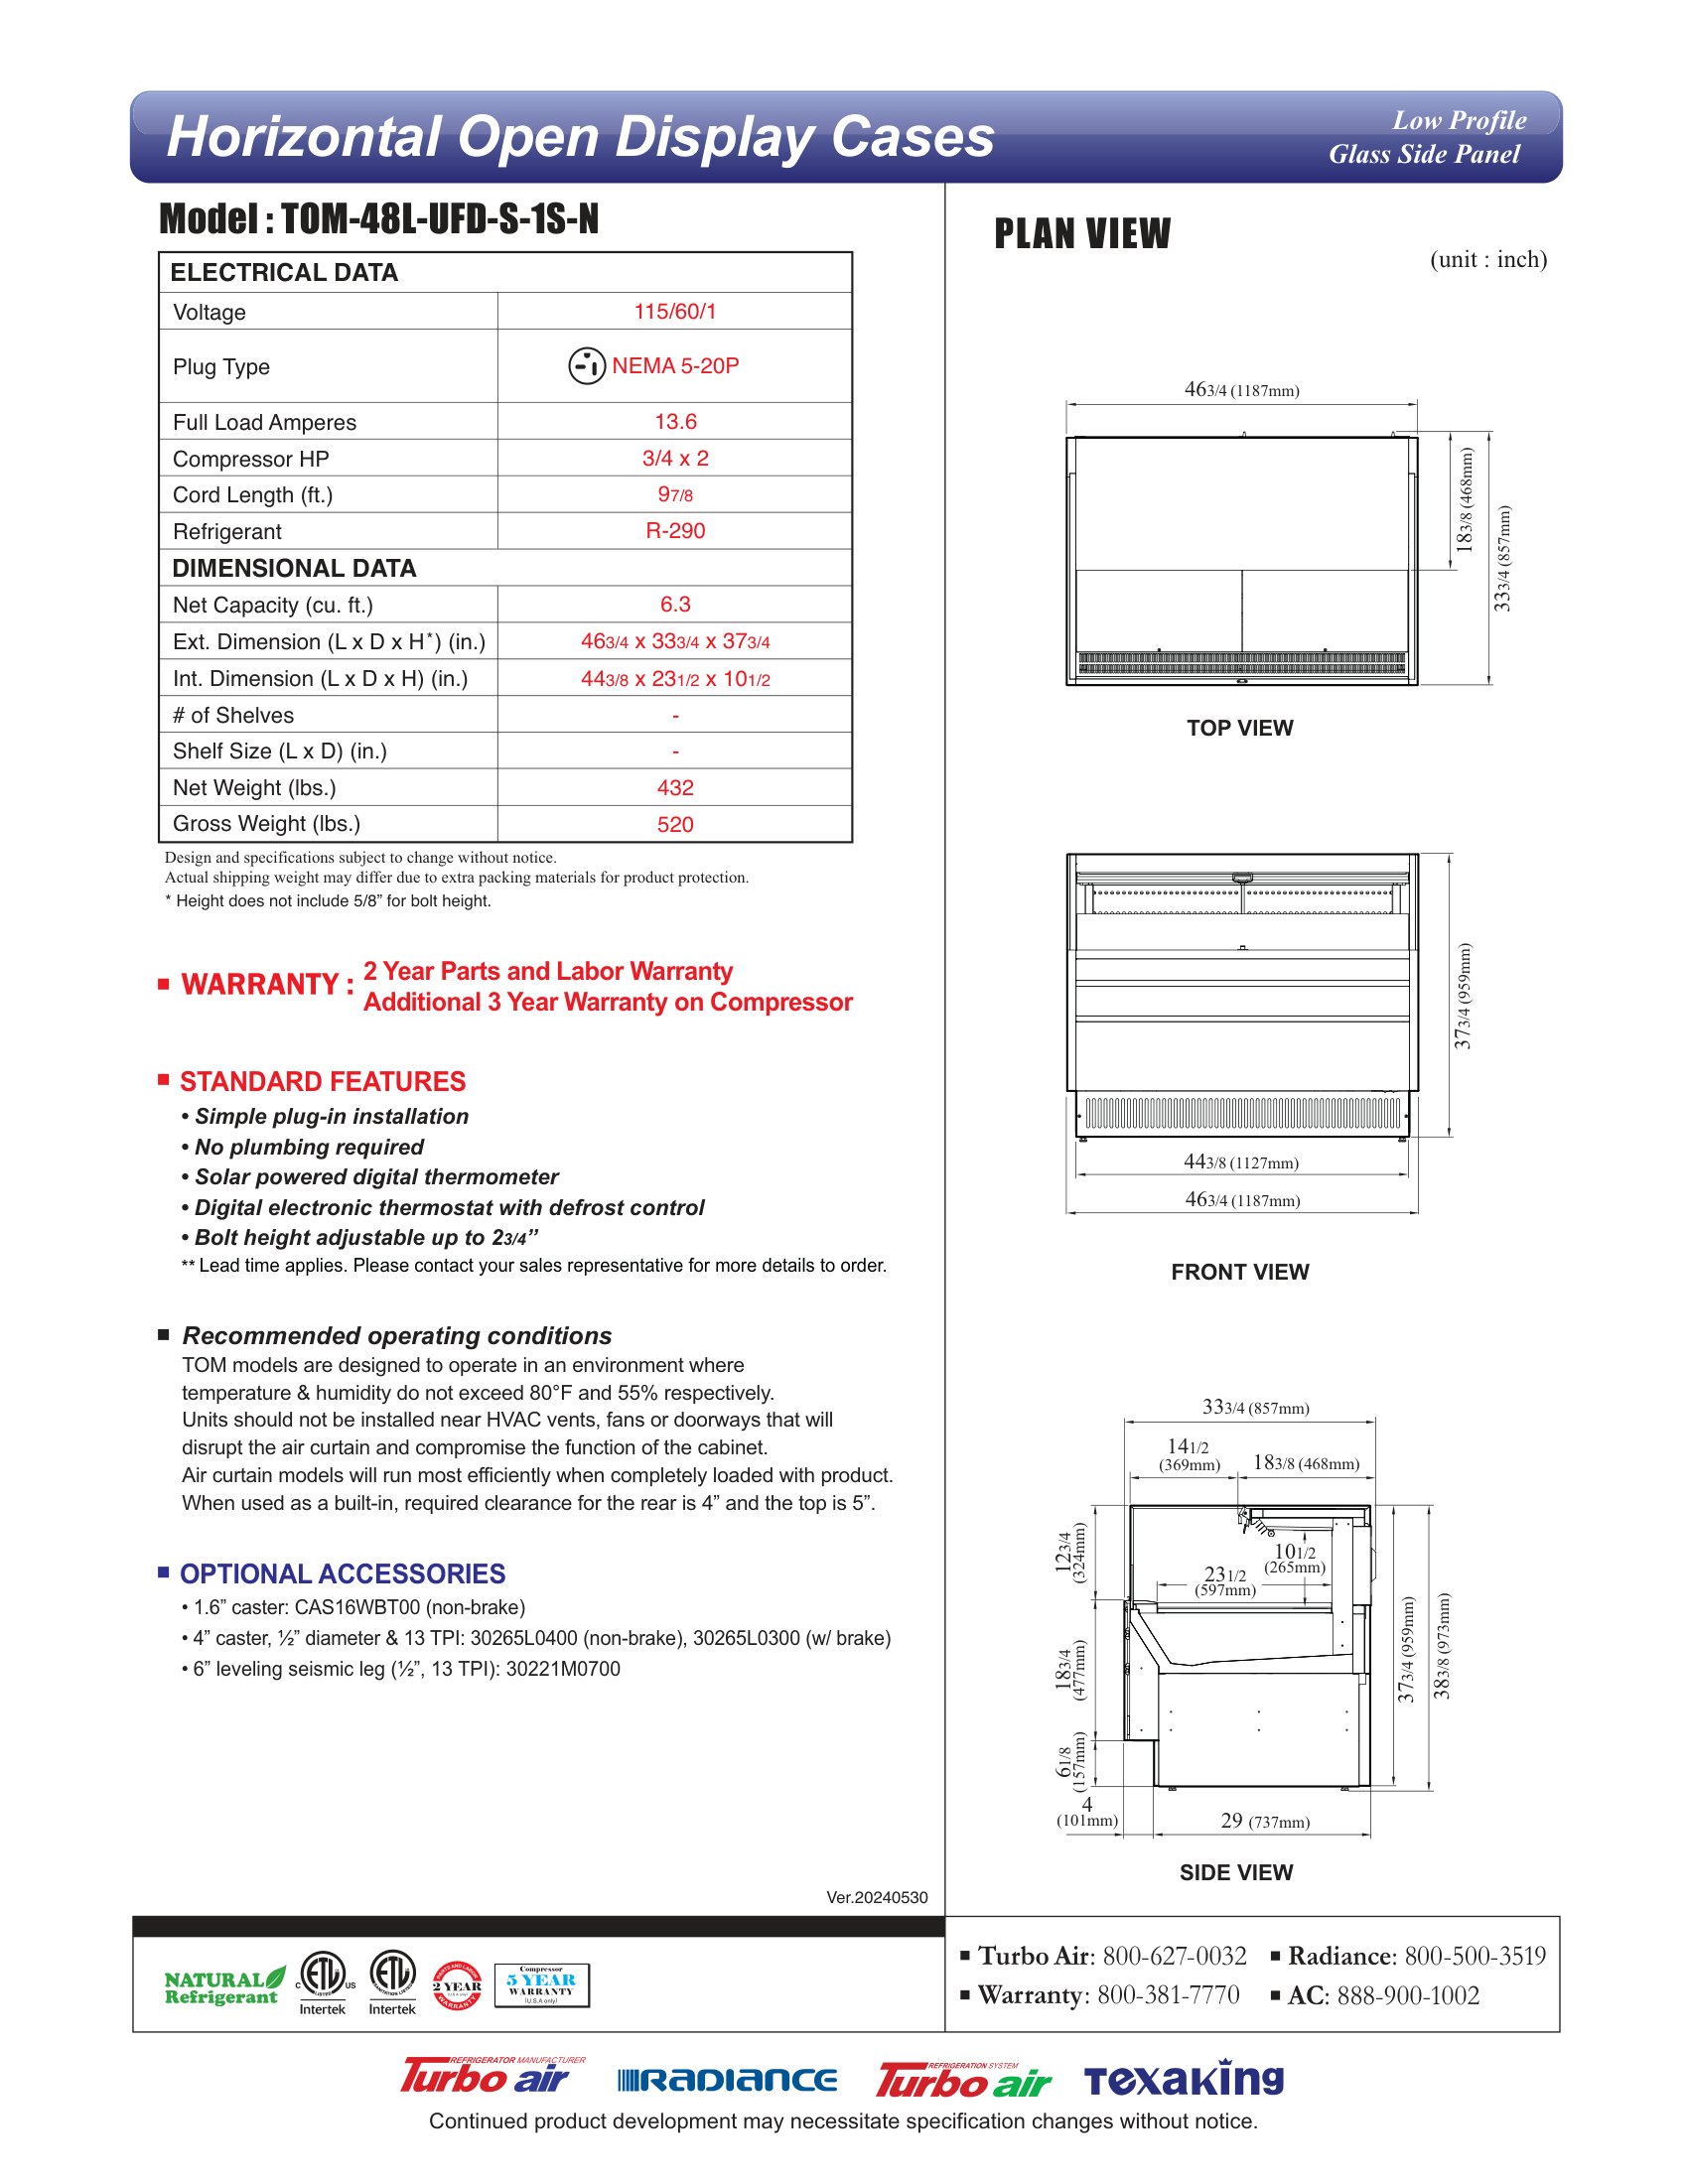 Horizontal Open Display Cases
Low Profile
Glass Side Panel
Model : TOM-48L-UFD-S-1S-N
ELECTRICAL DATA
Voltage 115/60/1
Plug Type NEMA 5-20P
Full Load Amperes 13.6
Compressor HP 3/4 x 2
Cord Length (ft.) 97/8
Refrigerant R-290
DIMENSIONAL DATA
Net Capacity (cu. ft.) 6.3
Ext. Dimension (L x D x H*) (in.) 463/4 x 333/4 x 373/4
Int. Dimension (L x D x H) (in.) 443/8 x 231/2 x 101/2
# of Shelves -
Shelf Size (L x D) (in.) -
Net Weight (lbs.) 432
Gross Weight (lbs.) 520
Design and specifications subject to change without notice.
Actual shipping weight may differ due to extra packing materials for product protection.
* Height does not include 5/8” for bolt height.
WARRANTY : 2 Year Parts and Labor Warranty
Additional 3 Year Warranty on Compressor
STANDARD FEATURES
• Simple plug-in installation
• No plumbing required
• Solar powered digital thermometer
• Digital electronic thermostat with defrost control
• Bolt height adjustable up to 23/4”
** Lead time applies. Please contact your sales representative for more details to order.
Recommended operating conditions
TOM models are designed to operate in an environment where
temperature & humidity do not exceed 80°F and 55% respectively.
Units should not be installed near HVAC vents, fans or doorways that will
disrupt the air curtain and compromise the function of the cabinet.
Air curtain models will run most efficiently when completely loaded with product.
When used as a built-in, required clearance for the rear is 4” and the top is 5”.
OPTIONAL ACCESSORIES
• 1.6” caster: CAS16WBT00 (non-brake)
• 4” caster, ½” diameter & 13 TPI: 30265L0400 (non-brake), 30265L0300 (w/ brake)
• 6” leveling seismic leg (½”, 13 TPI): 30221M0700
Ver.20240530
PLAN VIEW
(unit : inch)
463/4 (1187mm)
183/8 (468mm)
333/4 (857mm)
TOP VIEW
373/4 (959mm)
443/8 (1127mm)
463/4 (1187mm)
FRONT VIEW
333/4 (857mm)
141/2
(369mm)
183/8 (468mm)
123/4
(324mm)
101/2
(265mm)
231/2
(597mm)
183/4
(477mm)
373/4 (959mm)
383/8 (973mm)
61/8
(157mm)
4
(101mm)
29 (737mm)
SIDE VIEW
NATURAL
Refrigerant
C ETL US
LISTED
Intertek
ETL
SANITATION LISTED
Intertek
PARTS AND LABOR
2 YEAR
(U.S.A only)
WARRANTY
Compressor
5 YEAR
WARRANTY
(U.S.A only)
Turbo Air: 800-627-0032
Radiance: 800-500-3519
Warranty: 800-381-7770
AC: 888-900-1002
REFRIGERATOR MANUFACTURER
Turbo air
RADIANCE
REFRIGERATION SYSTEM
Turbo air
Texaking
Continued product development may necessitate specification changes without notice.